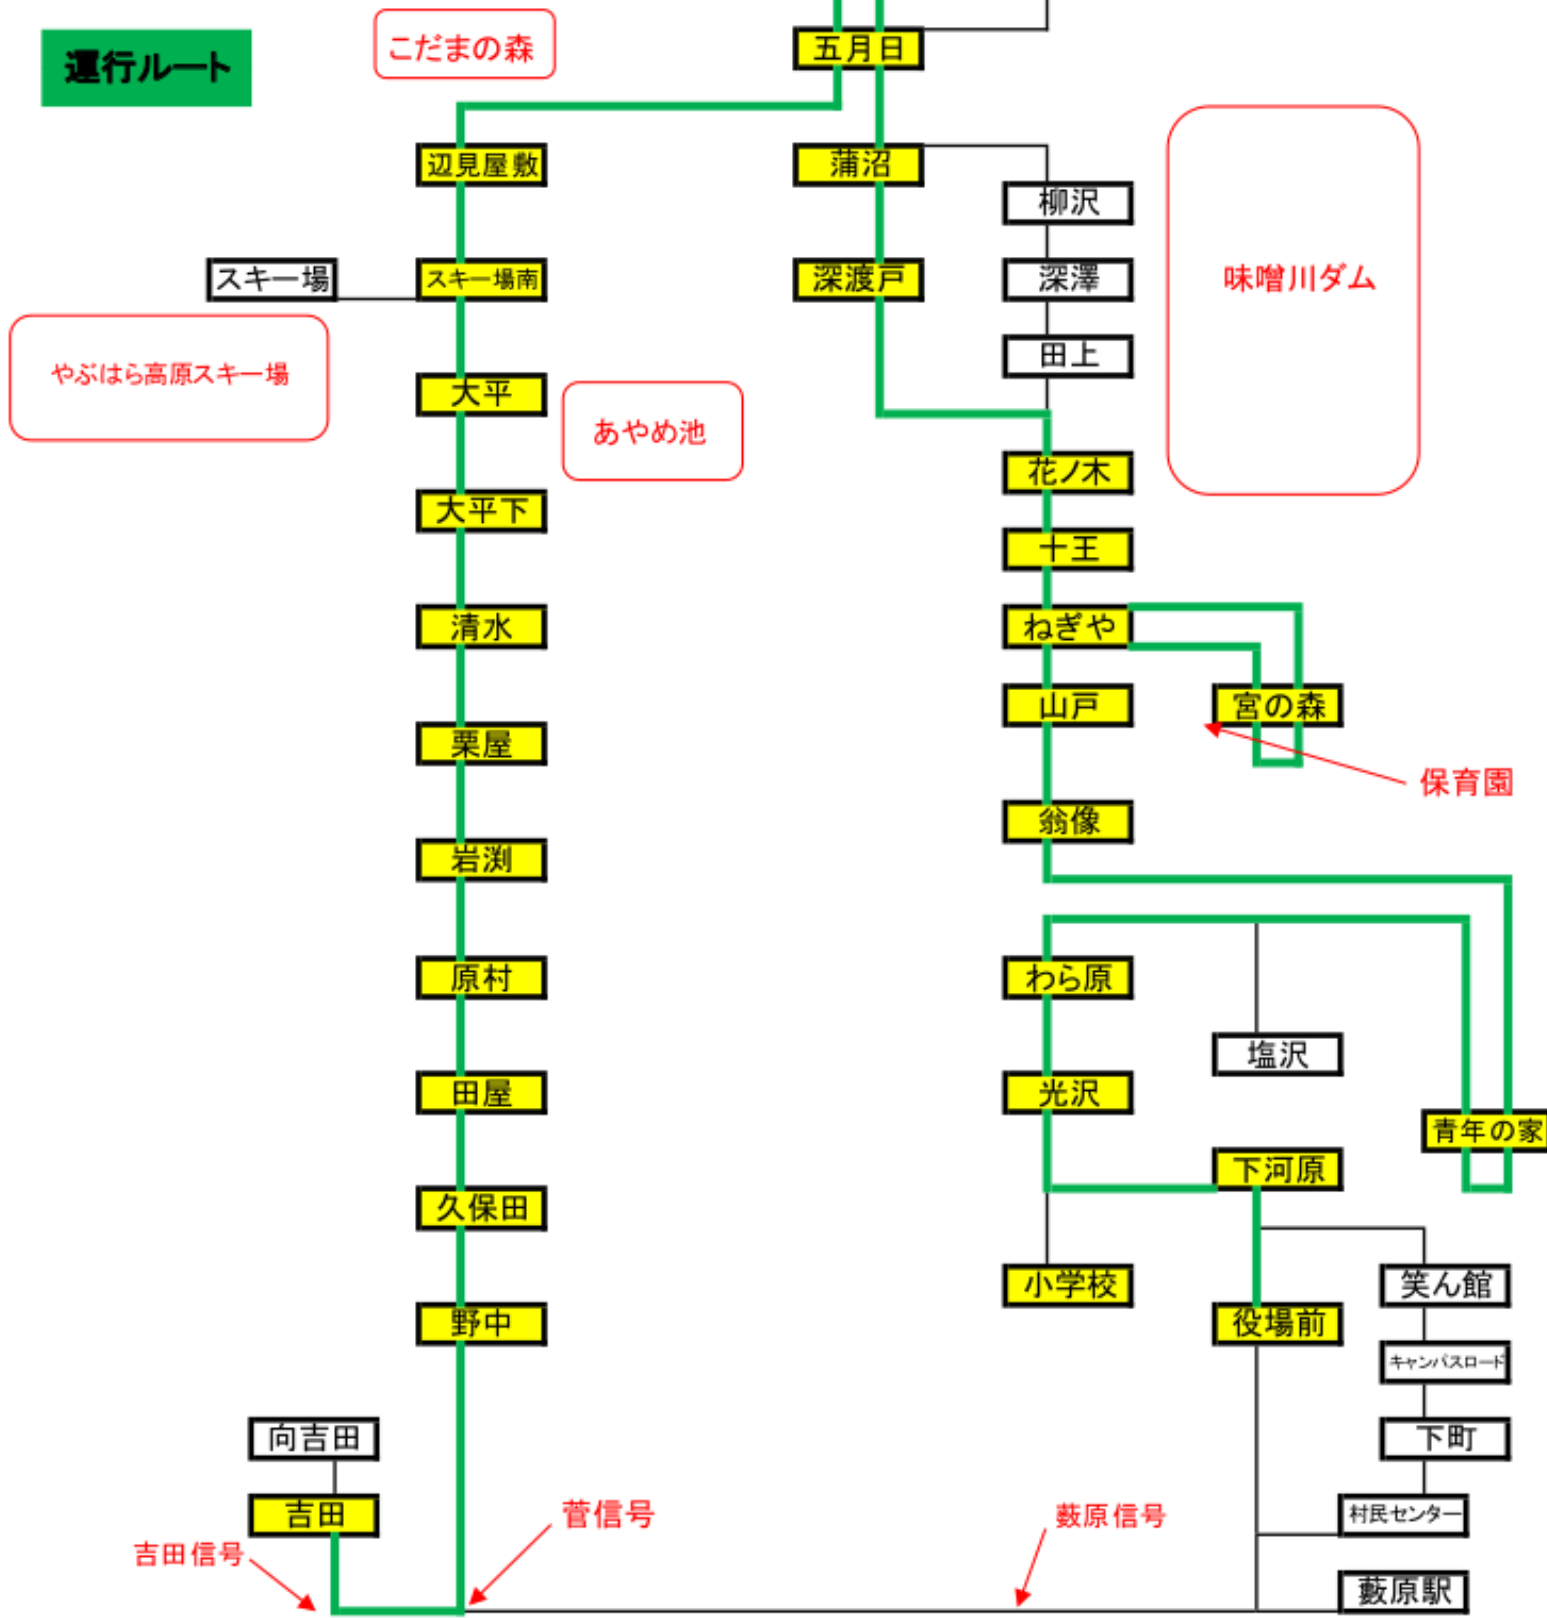 運行ルート
こだまの森
五月日
辺見屋敷
蒲沼
柳沢
スキー場
スキー場南
深渡戸
深澤
味噌川ダム
田上
やぶはら高原スキー場
大平
あやめ池
花ノ木
大平下
十王
清水
ねぎや
山戸
宮の森
栗屋
保育園
翁像
岩渕
原村
わら原
塩沢
田屋
光沢
青年の家
下河原
久保田
小学校
笑ん館
野中
役場前
キャンパスロード
向吉田
下町
吉田
菅信号
藪原信号
村民センター
吉田信号
藪原駅